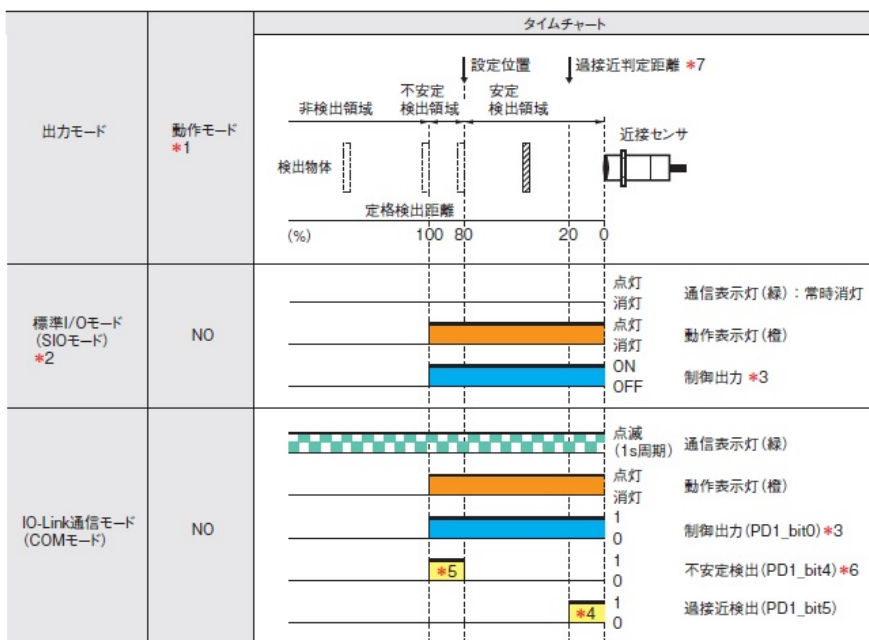 タイムチャート
出力モード
動作モード
*1
設定位置
過接近判定距離 *7
非検出領域
不安定
検出領域
安定
検出領域
近接センサ
検出物体
定格検出距離
(%)
100 80 20 0
標準I/Oモード
(SIOモード)
*2
NO
点灯
消灯
通信表示灯(緑)：常時消灯
点灯
消灯
動作表示灯(橙)
ON
OFF
制御出力 *3
IO-Link通信モード
(COMモード)
NO
点滅
(1s周期)
通信表示灯(緑)
点灯
消灯
動作表示灯(橙)
1
0
制御出力(PD1_bit0)*3
*5
1
0
不安定検出(PD1_bit4)*6
*4
1
0
過接近検出(PD1_bit5)